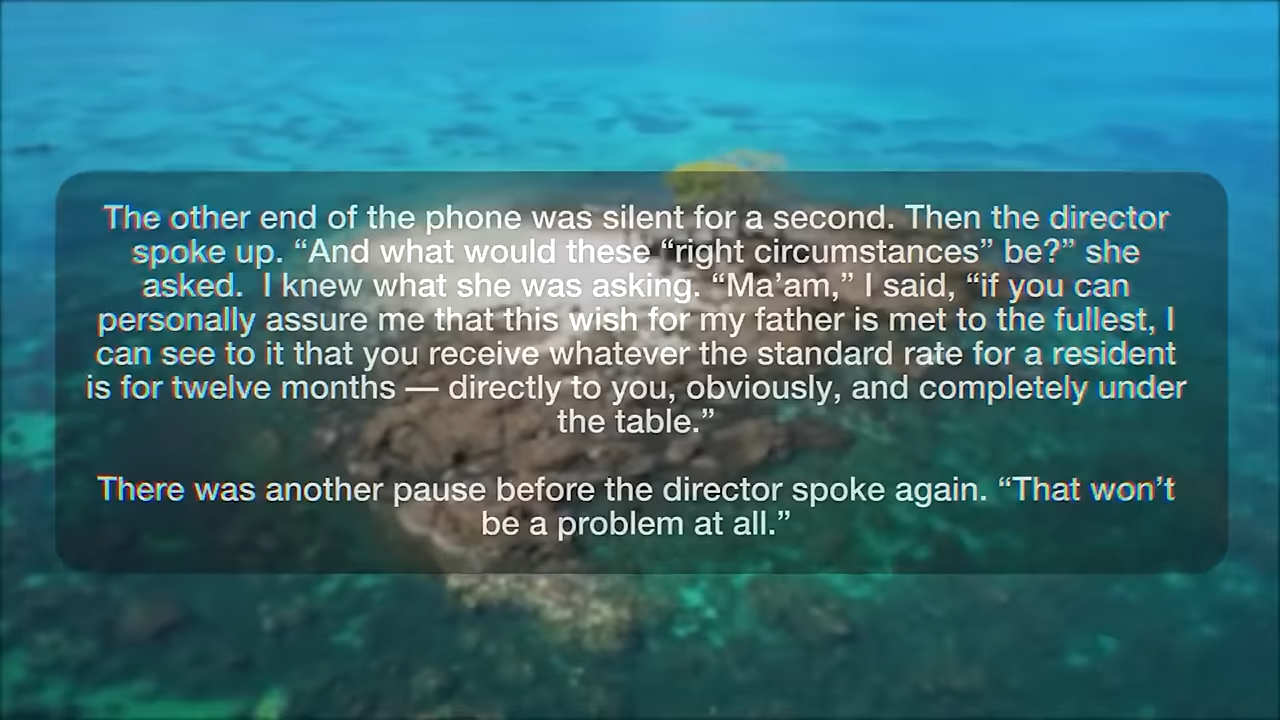 The other end of the phone was silent for a second. Then the director
spoke up. “And what would these “right circumstances” be?” she
asked.  I knew what she was asking. “Ma’am,” I said, “if you can
personally assure me that this wish for my father is met to the fullest, I
can see to it that you receive whatever the standard rate for a resident
is for twelve months — directly to you, obviously, and completely under
the table.”
There was another pause before the director spoke again. “That won’t
be a problem at all.”